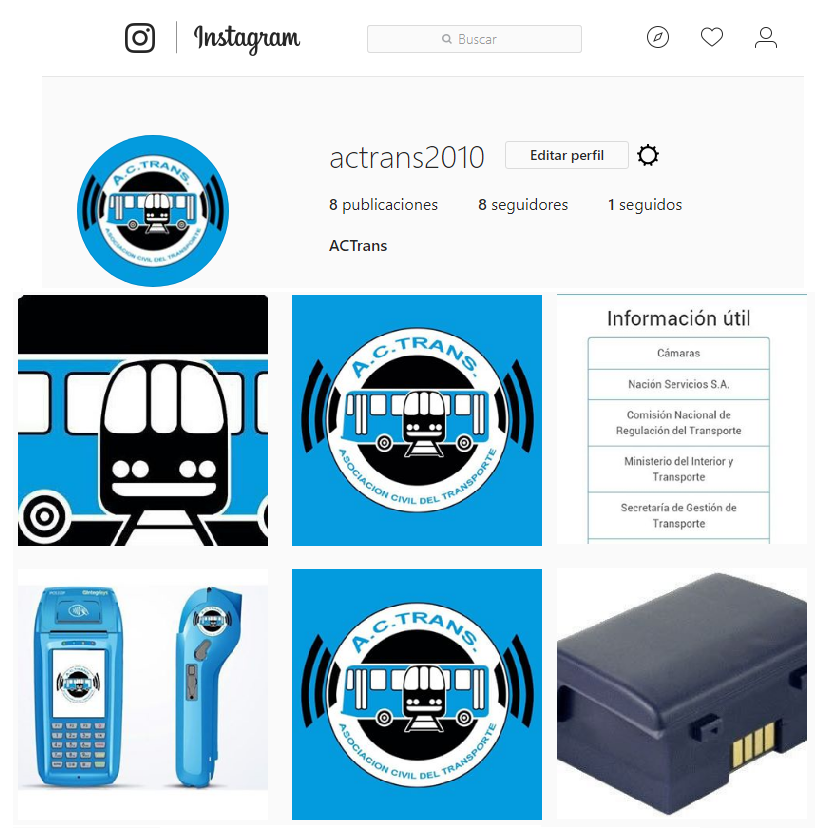 Instagram
Buscar
actrans2010
Editar perfil
8 publicaciones
8 seguidores
1 seguidos
ACTrans
A.C.TRANS.
ASOCIACION CIVIL DEL TRANSPORTE
A.C.TRANS.
ASOCIACION CIVIL DEL TRANSPORTE
Información útil
Cámaras
Nación Servicios S.A.
Comisión Nacional de
Regulación del Transporte
Ministerio del Interior y
Transporte
Secretaría de Gestión de
Transporte
A.C.TRANS.
ASOCIACION CIVIL DEL TRANSPORTE